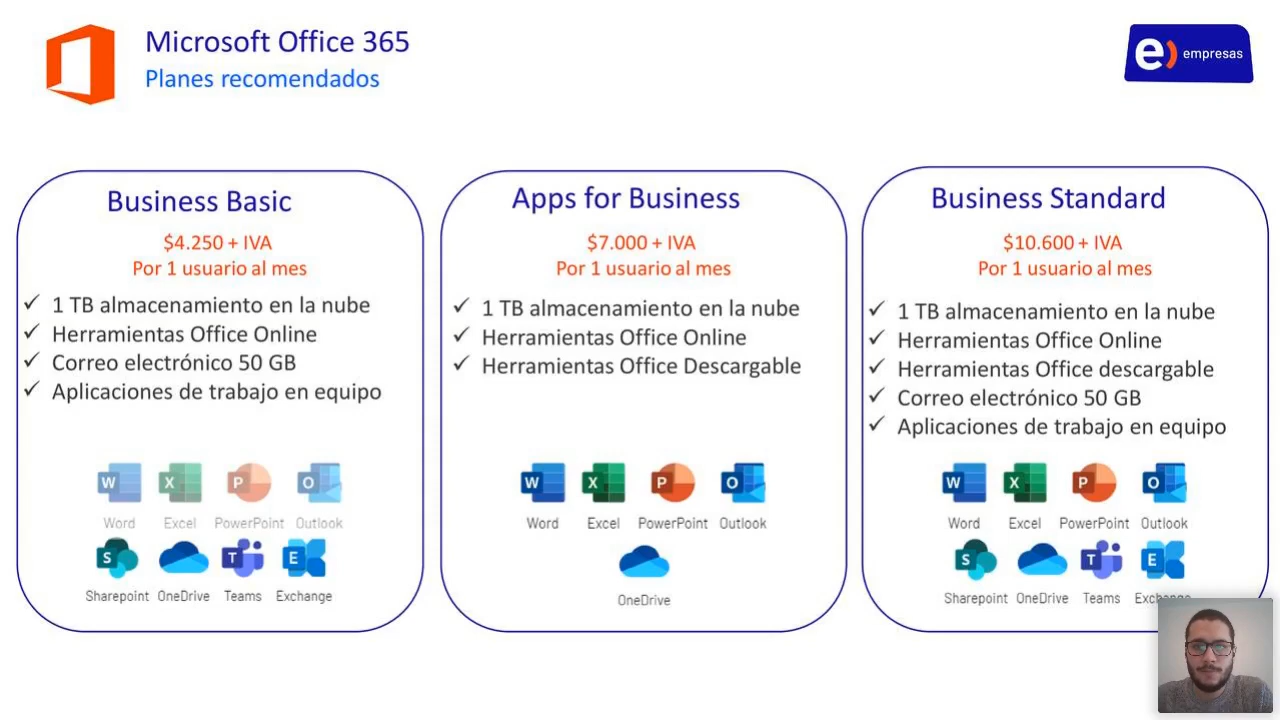 Microsoft Office 365
Planes recomendados
e) empresas
Business Basic
$4.250 + IVA
Por 1 usuario al mes
✓ 1 TB almacenamiento en la nube
✓ Herramientas Office Online
✓ Correo electrónico 50 GB
✓ Aplicaciones de trabajo en equipo
W X P O
Word Excel PowerPoint Outlook
S T E
Sharepoint OneDrive Teams Exchange
Apps for Business
$7.000 + IVA
Por 1 usuario al mes
✓ 1 TB almacenamiento en la nube
✓ Herramientas Office Online
✓ Herramientas Office Descargable
W X P O
Word Excel PowerPoint Outlook
OneDrive
Business Standard
$10.600 + IVA
Por 1 usuario al mes
✓ 1 TB almacenamiento en la nube
✓ Herramientas Office Online
✓ Herramientas Office descargable
✓ Correo electrónico 50 GB
✓ Aplicaciones de trabajo en equipo
W X P O
Word Excel PowerPoint Outlook
S T E
Sharepoint OneDrive Teams Exchange